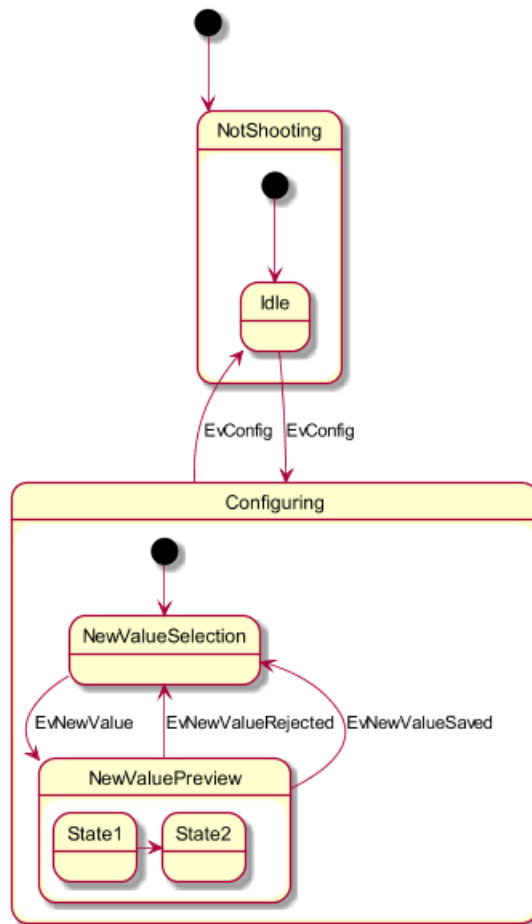 NotShooting
Idle
EvConfig EvConfig
Configuring
NewValueSelection
EvNewValue EvNewValueRejected EvNewValueSaved
NewValuePreview
State1 State2